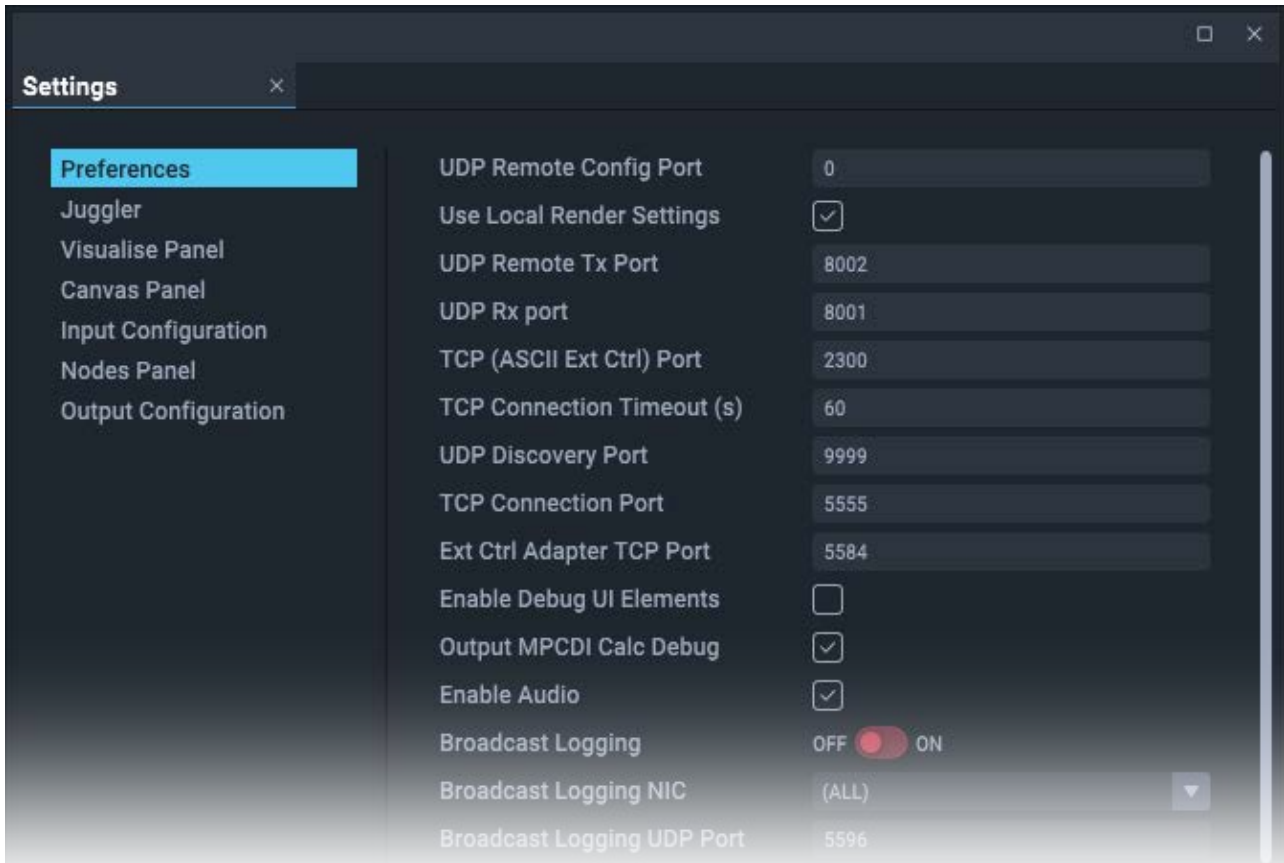 Settings
Preferences
Juggler
Visualise Panel
Canvas Panel
Input Configuration
Nodes Panel
Output Configuration
UDP Remote Config Port 0
Use Local Render Settings
UDP Remote Tx Port 8002
UDP Rx port 8001
TCP (ASCII Ext Ctrl) Port 2300
TCP Connection Timeout (s) 60
UDP Discovery Port 9999
TCP Connection Port 5555
Ext Ctrl Adapter TCP Port 5584
Enable Debug UI Elements
Output MPCDI Calc Debug
Enable Audio
Broadcast Logging OFF ON
Broadcast Logging NIC (ALL)
Broadcast Logging UDP Port 5596